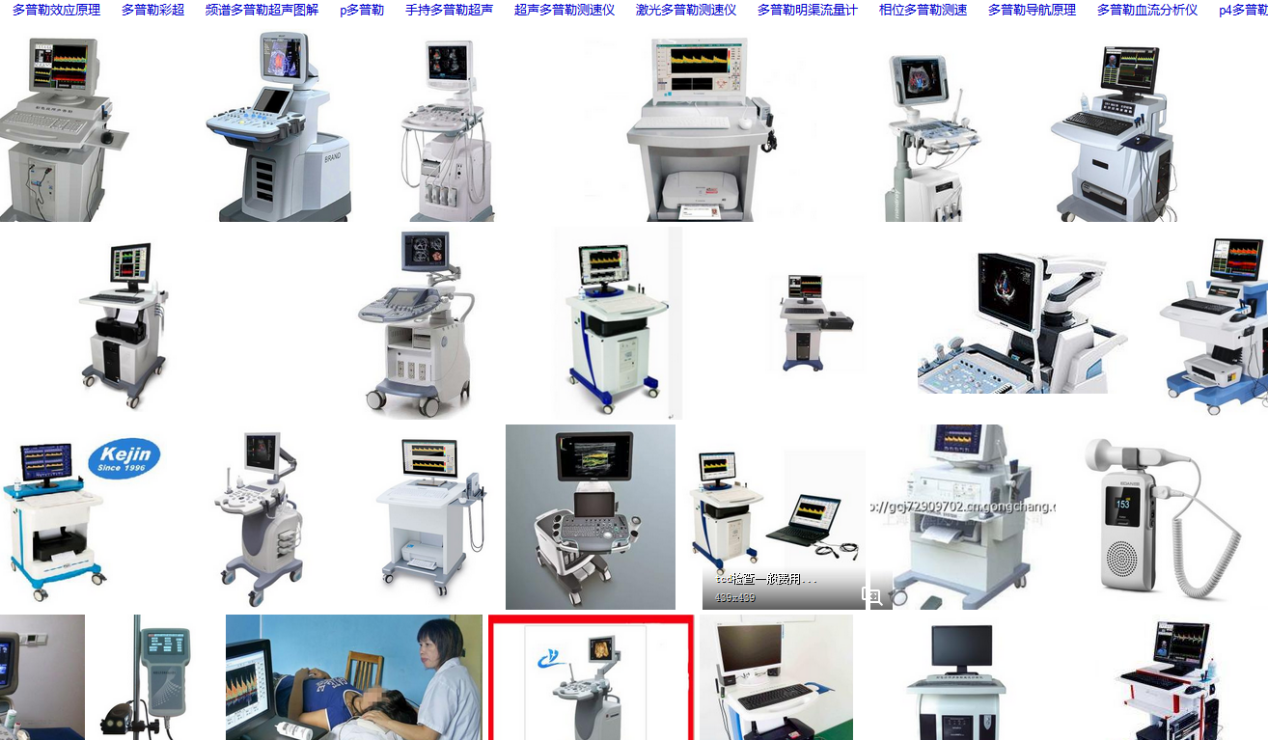 多普勒效应原理 多普勒彩超 频谱多普勒超声图解 p多普勒 手持多普勒超声 超声多普勒测速仪 激光多普勒测速仪 多普勒明渠流量计 相位多普勒测速 多普勒导航原理 多普勒血流分析仪 p4多普勒
BRAND
Kejin
Since 1996
://gcj72909702.cn.gongchang.c
153
tcd检查一般费用...
439x439